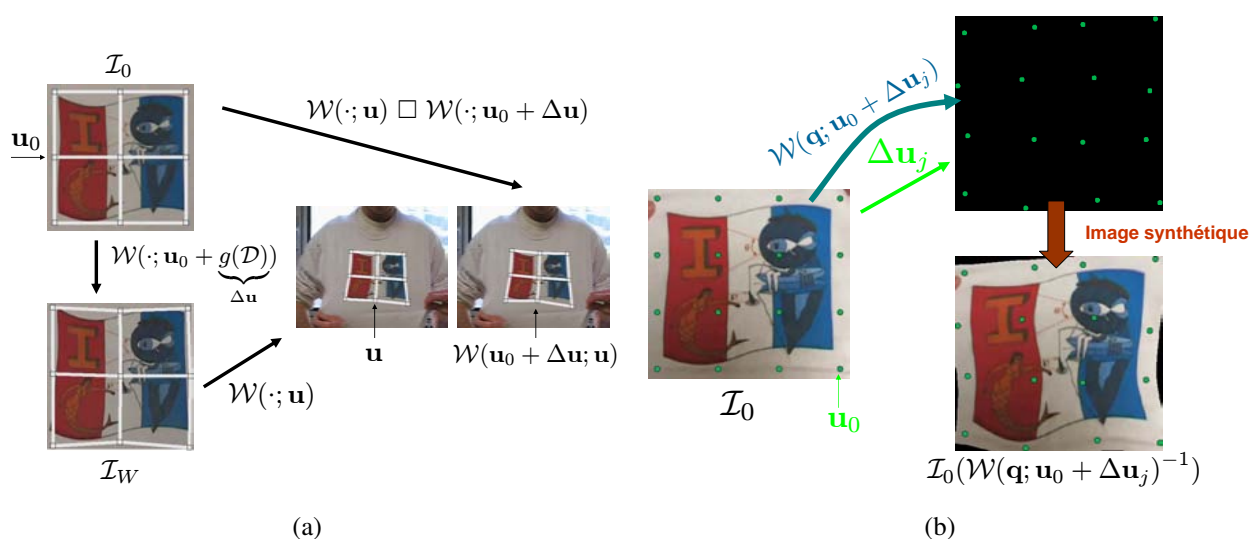 I₀
u₀
W(·; u) □ W(·; u₀ + Δu)
W(·; u₀ + g(D))
Δu
I_W
W(·; u)
u
W(u₀ + Δu; u)
(a)
W(q; u₀ + Δu_j)
Δu_j
I₀
u₀
Image synthétique
I₀(W(q; u₀ + Δu_j)⁻¹)
(b)